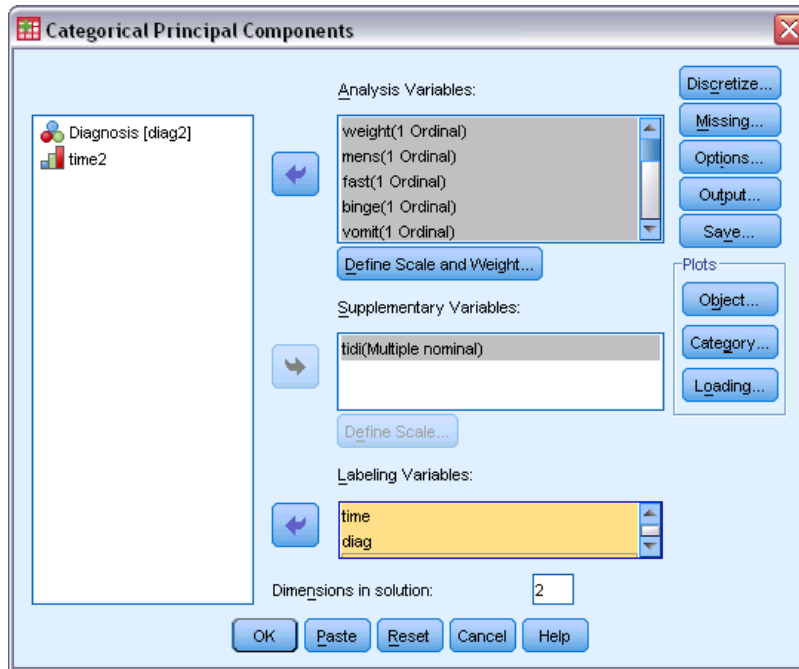 Categorical Principal Components
Diagnosis [diag2]
time2
Analysis Variables:
weight(1 Ordinal)
mens(1 Ordinal)
fast(1 Ordinal)
binge(1 Ordinal)
vomit(1 Ordinal)
Define Scale and Weight...
Supplementary Variables:
tidi(Multiple nominal)
Define Scale...
Labeling Variables:
time
diag
Dimensions in solution:
2
Discretize...
Missing...
Options...
Output...
Save...
Plots
Object...
Category...
Loading...
OK
Paste
Reset
Cancel
Help